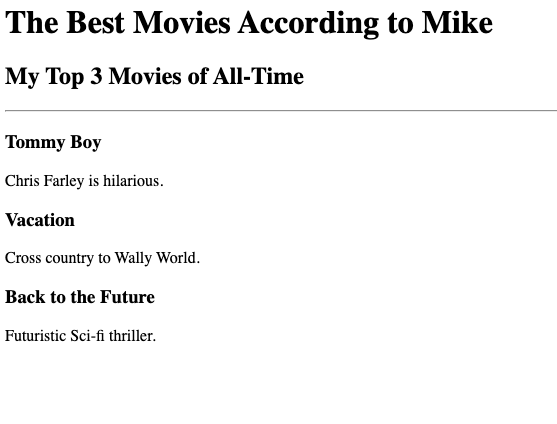 The Best Movies According to Mike
My Top 3 Movies of All-Time
Tommy Boy
Chris Farley is hilarious.
Vacation
Cross country to Wally World.
Back to the Future
Futuristic Sci-fi thriller.